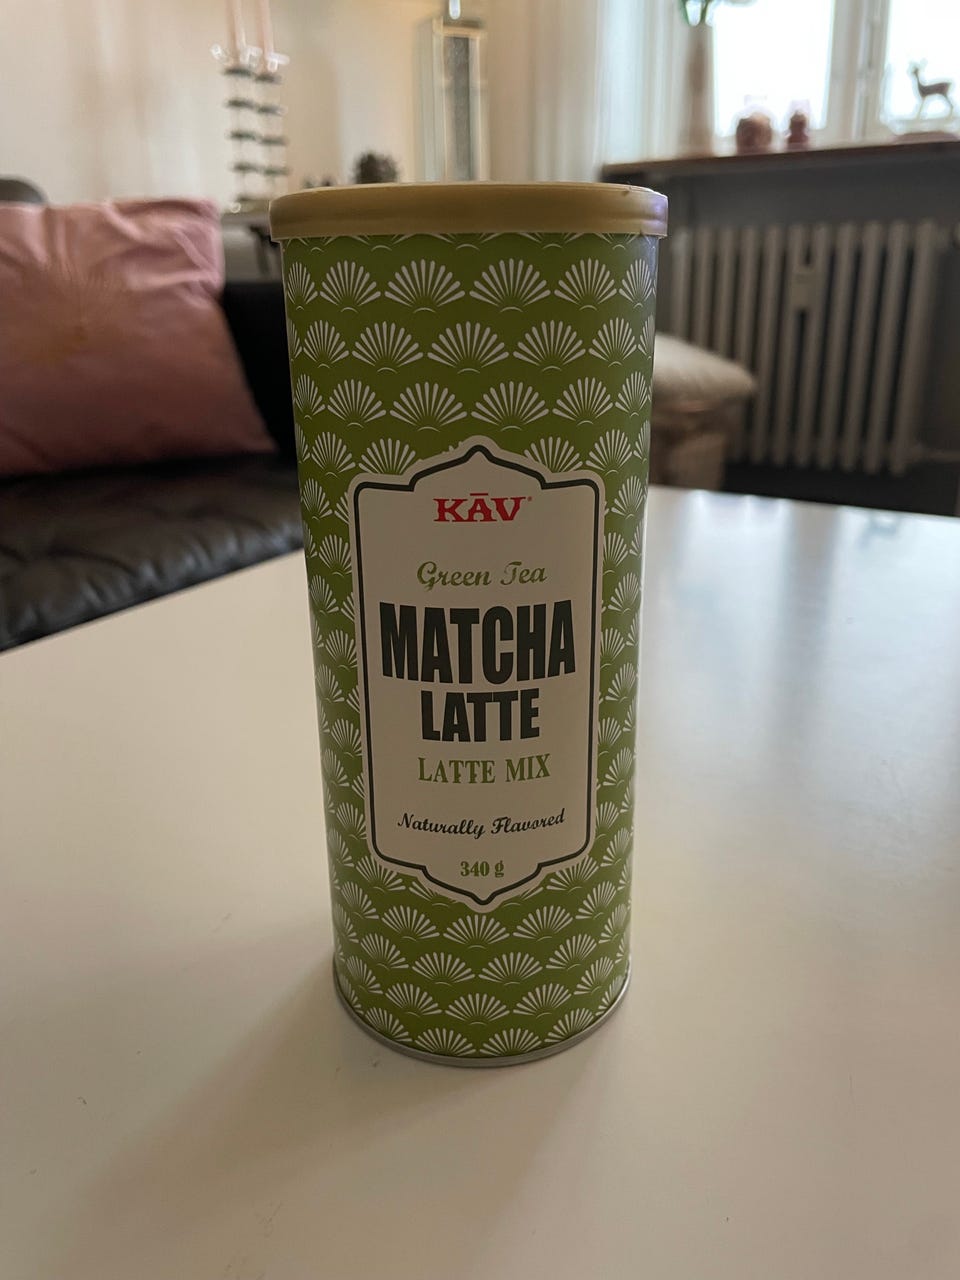 KĀV®
Green Tea
MATCHA
LATTE
LATTE MIX
Naturally Flavored
340 g